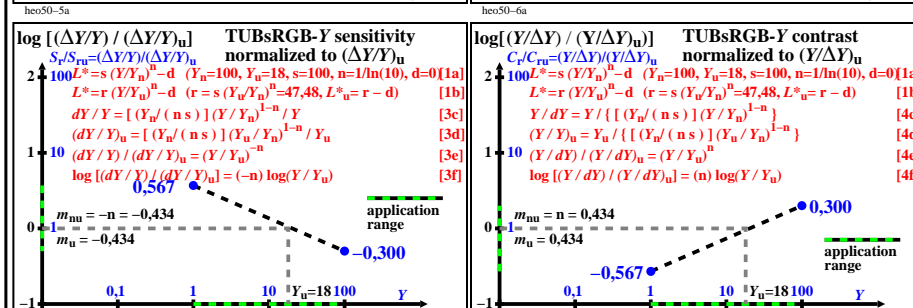 heo50–5a
log [(ΔY/Y) / (ΔY/Y)u] TUBsRGB-Y sensitivity
Sr/Sru=(ΔY/Y)/(ΔY/Y)u normalized to (ΔY/Y)u
2 100 L*=s (Y/Yn)^n–d (Yn=100, Yu=18, s=100, n=1/ln(10), d=0) [1a]
L*=r (Y/Yu)^n–d (r = s (Yu/Yn)^n=47,48, L*u= r – d) [1b]
dY / Y = [ (Yn / ( n s ) ] (Y / Yn)^1–n / Y [3c]
(dY / Y)u = [ (Yn / ( n s ) ] (Yu / Yn)^1–n / Yu [3d]
1 10 (dY / Y) / (dY / Y)u = (Y / Yu)^–n [3e]
log [(dY / Y) / (dY / Y)u] = (–n) log(Y / Yu) [3f]
0,567
application
range
mnu = –n = –0,434
0 1
mu = –0,434
–0,300
Yu=18
–1 0,1 1 10 100 Y
heo50–6a
log[(Y/ΔY) / (Y/ΔY)u] TUBsRGB-Y contrast
Cr/Cru=(Y/ΔY)/(Y/ΔY)u normalized to (Y/ΔY)u
2 100 L*=s (Y/Yn)^n–d (Yn=100, Yu=18, s=100, n=1/ln(10), d=0)[1a
L*=r (Y/Yu)^n–d (r = s (Yu/Yn)^n=47,48, L*u= r – d) [1b
Y / dY = Y / { [ (Yn / ( n s ) ] (Y / Yn)^1–n }
(Y / Y)u = Yu / { [ (Yn / ( n s ) ] (Yu / Yn)^1–n }
1 10 (Y / dY) / (Y / dY)u = (Y / Yu)^n
log [(Y / dY) / (Y / dY)u] = (n) log(Y / Yu) [4f
0,300
mnu = n = 0,434
0 1
mu = 0,434
application
range
–0,567
Yu=18
–1 0,1 1 10 100 Y